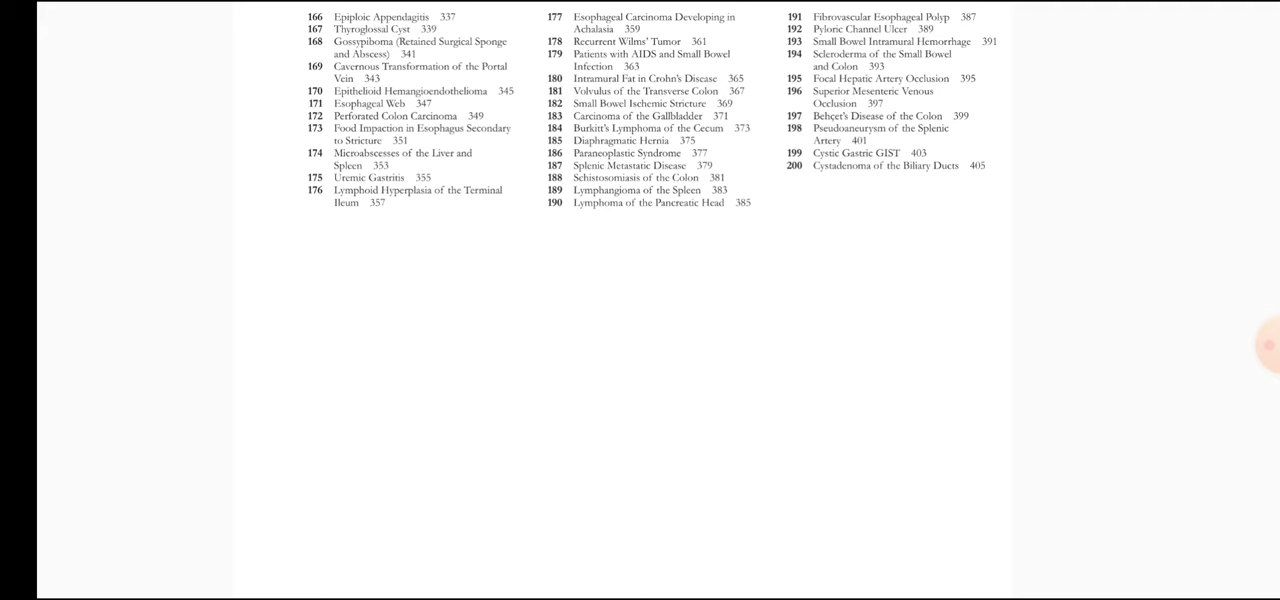 166 Epiploic Appendagitis 337
167 Thyroglossal Cyst 339
168 Gossypiboma (Retained Surgical Sponge
and Abscess) 341
169 Cavernous Transformation of the Portal
Vein 343
170 Epithelioid Hemangioendothelioma 345
171 Esophageal Web 347
172 Perforated Colon Carcinoma 349
173 Food Impaction in Esophagus Secondary
to Stricture 351
174 Microabscesses of the Liver and
Spleen 353
175 Uremic Gastritis 355
176 Lymphoid Hyperplasia of the Terminal
Ileum 357
177 Esophageal Carcinoma Developing in
Achalasia 359
178 Recurrent Wilms' Tumor 361
179 Patients with AIDS and Small Bowel
Infection 363
180 Intramural Fat in Crohn's Disease 365
181 Volvulus of the Transverse Colon 367
182 Small Bowel Ischemic Stricture 369
183 Carcinoma of the Gallbladder 371
184 Burkitt's Lymphoma of the Cecum 373
185 Diaphragmatic Hernia 375
186 Paraneoplastic Syndrome 377
187 Splenic Metastatic Disease 379
188 Schistosomiasis of the Colon 381
189 Lymphangioma of the Spleen 383
190 Lymphoma of the Pancreatic Head 385
191 Fibrovascular Esophageal Polyp 387
192 Pyloric Channel Ulcer 389
193 Small Bowel Intramural Hemorrhage 391
194 Scleroderma of the Small Bowel
and Colon 393
195 Focal Hepatic Artery Occlusion 395
196 Superior Mesenteric Venous
Occlusion 397
197 Behçet's Disease of the Colon 399
198 Pseudoaneurysm of the Splenic
Artery 401
199 Cystic Gastric GIST 403
200 Cystadenoma of the Biliary Ducts 405